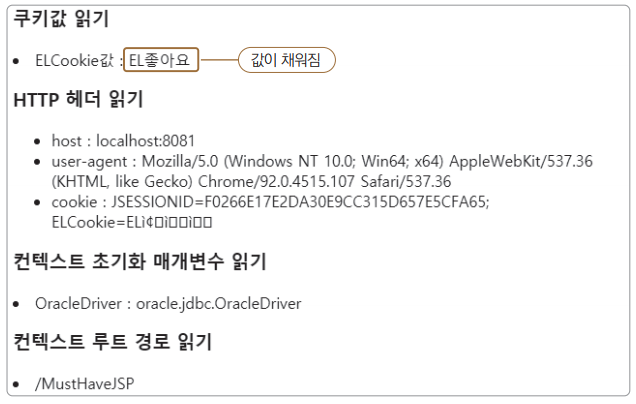 쿠키값 읽기
• ELCookie값 : EL좋아요 값이 채워짐
HTTP 헤더 읽기
• host : localhost:8081
• user-agent : Mozilla/5.0 (Windows NT 10.0; Win64; x64) AppleWebKit/537.36
(KHTML, like Gecko) Chrome/92.0.4515.107 Safari/537.36
• cookie : JSESSIONID=F0266E17E2DA30E9CC315D657E5CFA65;
ELCookie=ELì¢□ì□□ì□□
컨텍스트 초기화 매개변수 읽기
• OracleDriver : oracle.jdbc.OracleDriver
컨텍스트 루트 경로 읽기
• /MustHaveJSP